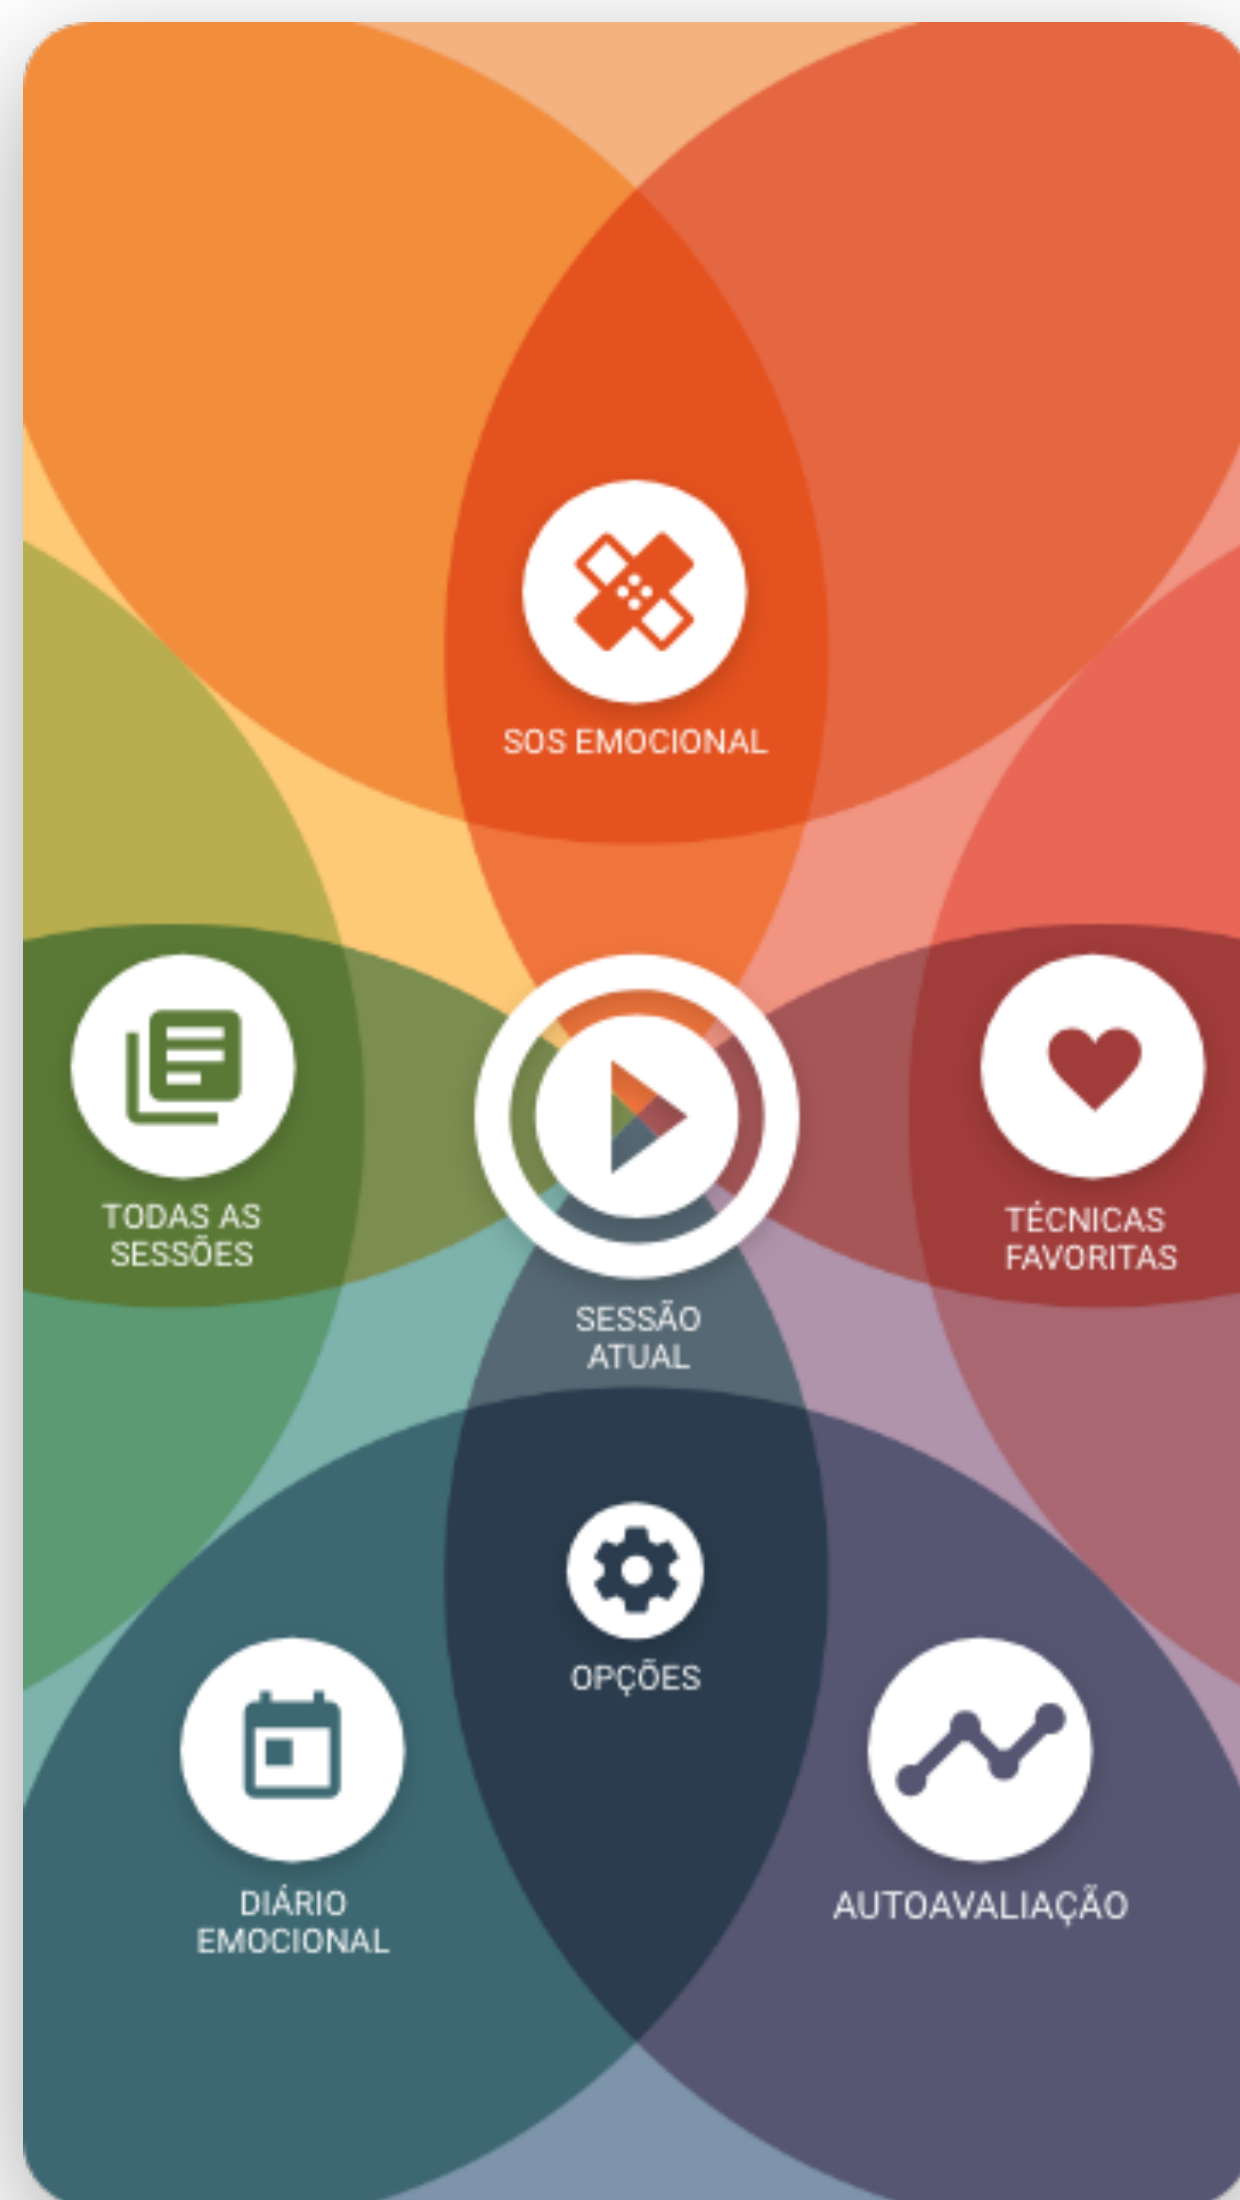 SOS EMOCIONAL
TODAS AS
SESSÕES
TÉCNICAS
FAVORITAS
SESSÃO
ATUAL
OPÇÕES
DIÁRIO
EMOCIONAL
AUTOAVALIAÇÃO